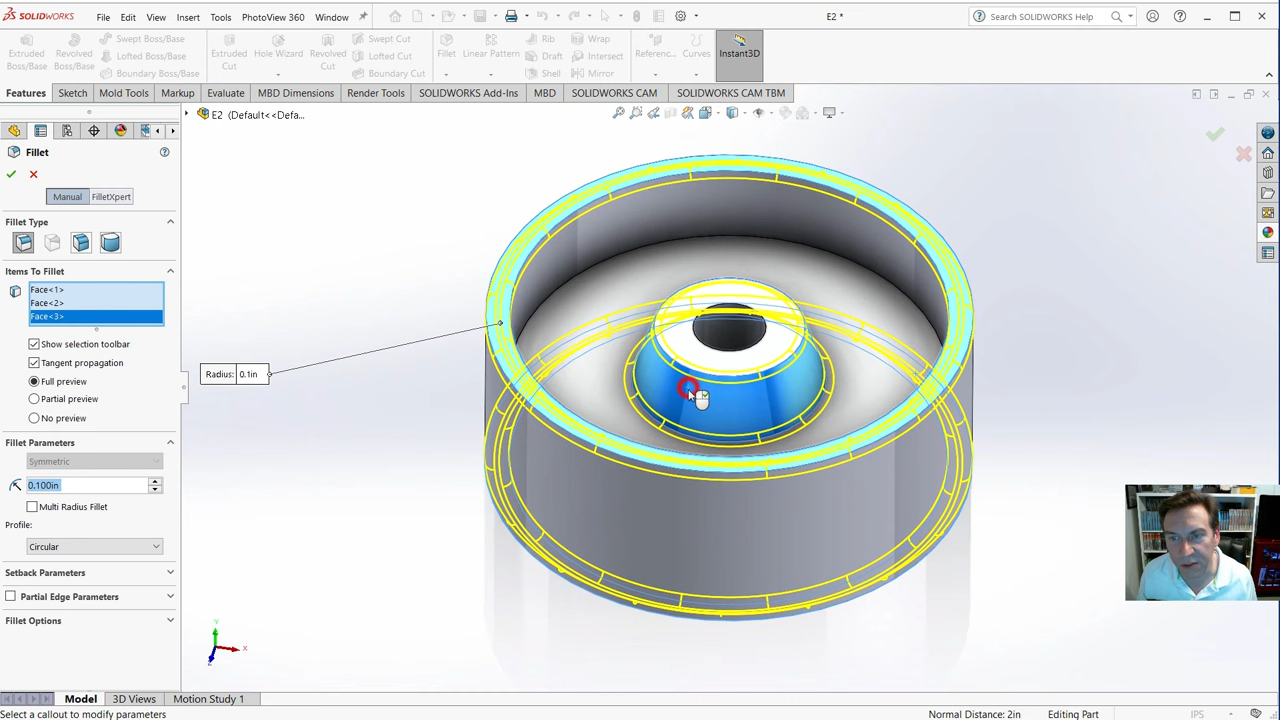 SOLIDWORKS File Edit View Insert Tools PhotoView 360 Window E2 * Search SOLIDWORKS Help
Extruded Boss/Base Revolved Boss/Base Swept Boss/Base Extruded Cut Hole Wizard Revolved Cut Swept Cut Fillet Linear Pattern Rib Wrap Referenc... Curves Instant3D
Lofted Boss/Base Lofted Cut Draft Intersect
Boundary Boss/Base Boundary Cut Shell Mirror
Features Sketch Mold Tools Markup Evaluate MBD Dimensions Render Tools SOLIDWORKS Add-Ins MBD SOLIDWORKS CAM SOLIDWORKS CAM TBM
E2 (Default<<Defa...
Fillet
Manual FilletXpert
Fillet Type
Items To Fillet
Face<1>
Face<2>
Face<3>
Show selection toolbar
Tangent propagation
Radius: 0.1in
Full preview
Partial preview
No preview
Fillet Parameters
Symmetric
0.100in
Multi Radius Fillet
Profile:
Circular
Setback Parameters
Partial Edge Parameters
Fillet Options
Y
X
Z
Model 3D Views Motion Study 1
Select a callout to modify parameters Normal Distance: 2in Editing Part IPS